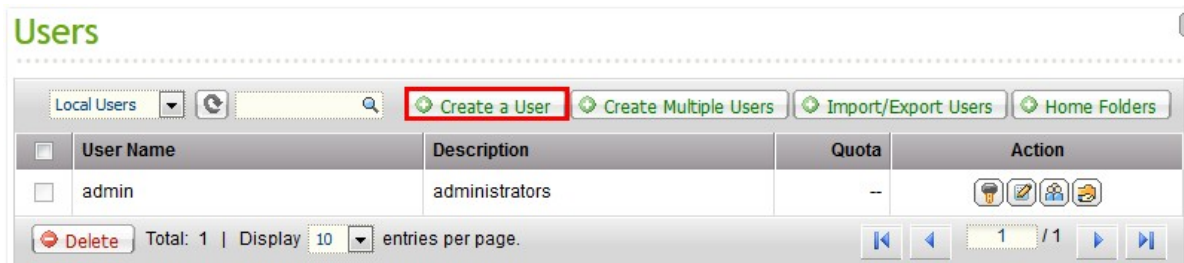 Users
Local Users Create a User Create Multiple Users Import/Export Users Home Folders
User Name Description Quota Action
admin administrators --
Delete Total: 1 | Display 10 entries per page. 1 / 1